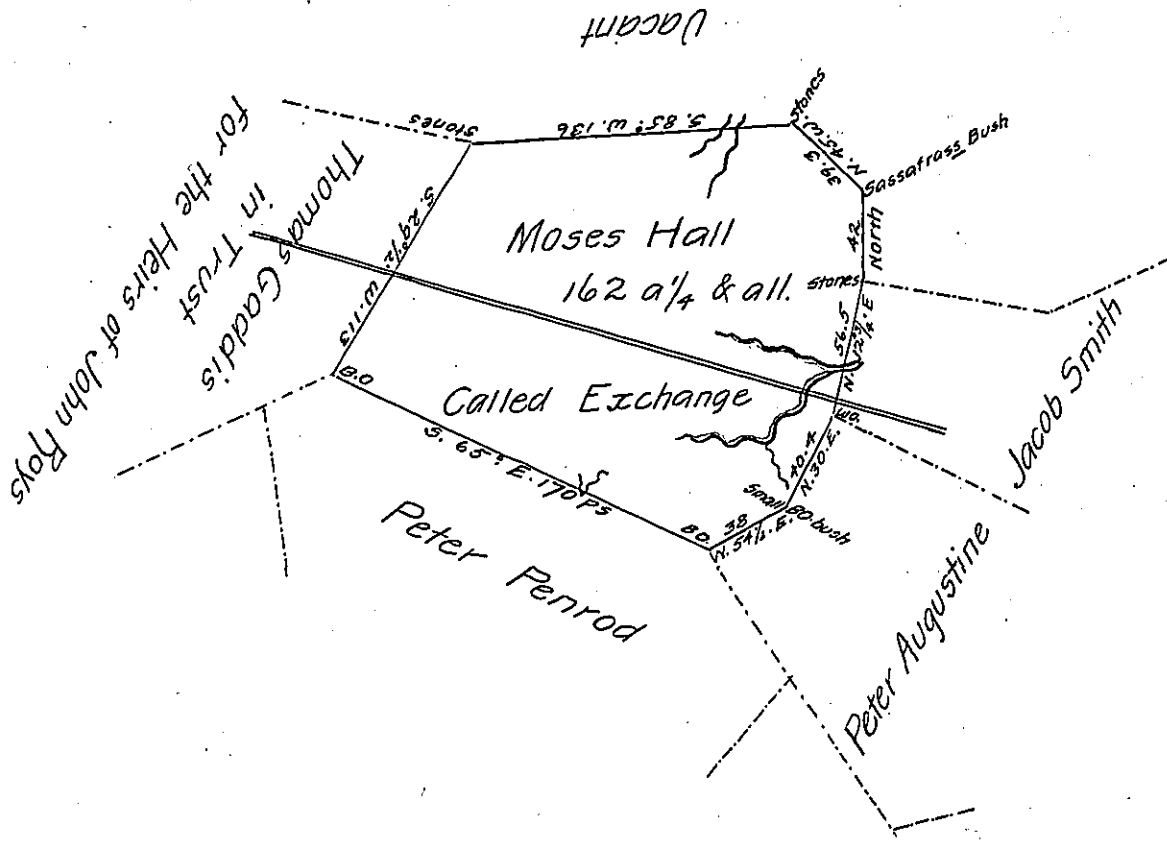 Vacant
Stones
S. 85° W. 136
Stones
N. 45. W.
39.3
Sassafrass Bush
42
North
Stones
56.5
N. 12 3/4. E
W.O.
40.4
N. 30. E.
Small B.O. bush
38
N. 54 1/2. E.
B.O.
S. 65° E. 170 ps
B.O
S. 29° 1/2. W. 113
Moses Hall
162 a 1/4 & all.
Called Exchange
Thomas Gaddis
in Trust
for the Heirs of John Roys
Peter Penrod
Peter Augustine
Jacob Smith